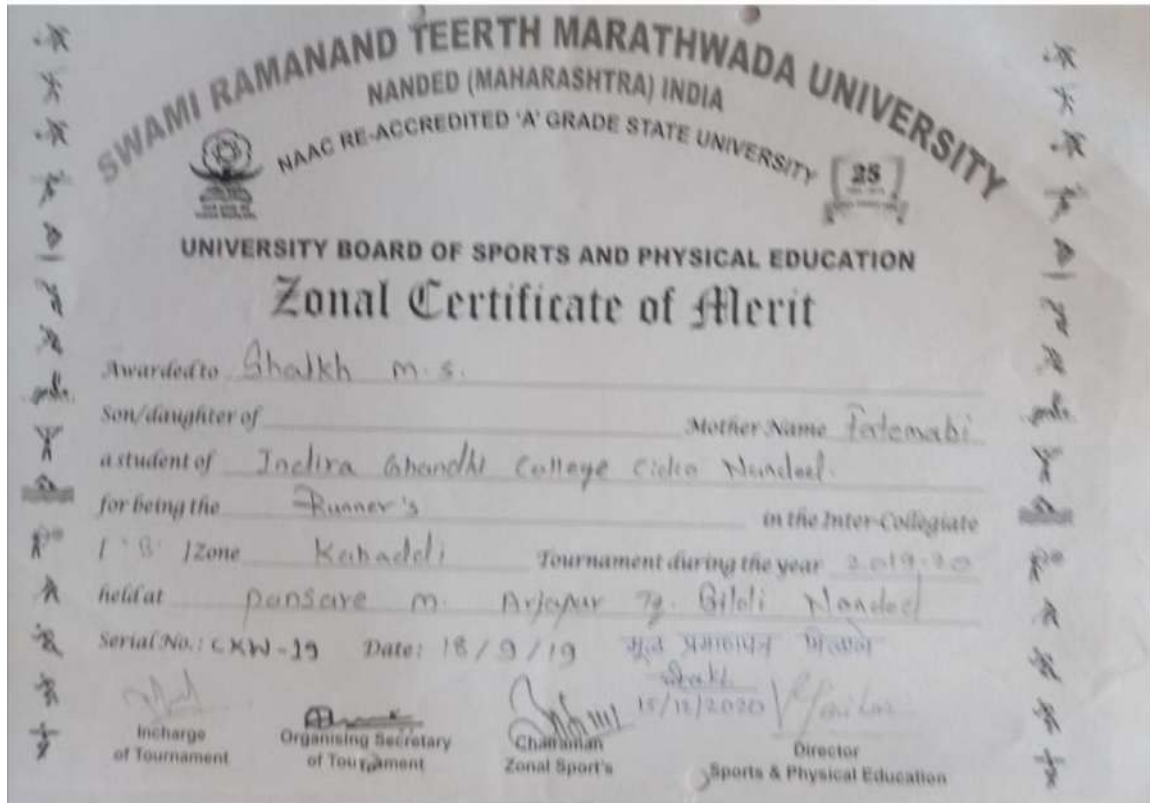 SWAMI RAMANAND TEERTH MARATHWADA UNIVERSITY
NANDED (MAHARASHTRA) INDIA
NAAC RE-ACCREDITED 'A' GRADE STATE UNIVERSITY
25
UNIVERSITY BOARD OF SPORTS AND PHYSICAL EDUCATION
Zonal Certificate of Merit
Awarded to Shaikh m.s.
Son/daughter of Mother Name Fatemabi
a student of Indira Ghandhi College Cidco Nanded.
for being the Runner's in the Inter-Collegiate
['B'] Zone Kabaddi Tournament during the year 2019-20
held at pansare m. Arjapur Tq. Biloli Nanded
Serial No.: CKW-19 Date: 18/9/19 मूळ प्रमाणपत्र मिळाले
15/12/2020
Incharge of Tournament
Organising Secretary of Tournament
Chairman Zonal Sport's
Director Sports & Physical Education